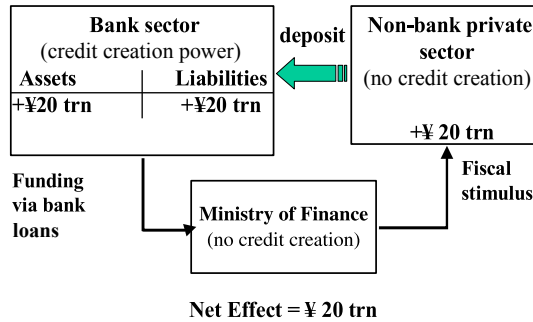 Bank sector
(credit creation power)
Assets Liabilities
+¥20 trn +¥20 trn
deposit
Non-bank private
sector
(no credit creation)
+¥ 20 trn
Funding
via bank
loans
Ministry of Finance
(no credit creation)
Fiscal
stimulus
Net Effect = ¥ 20 trn